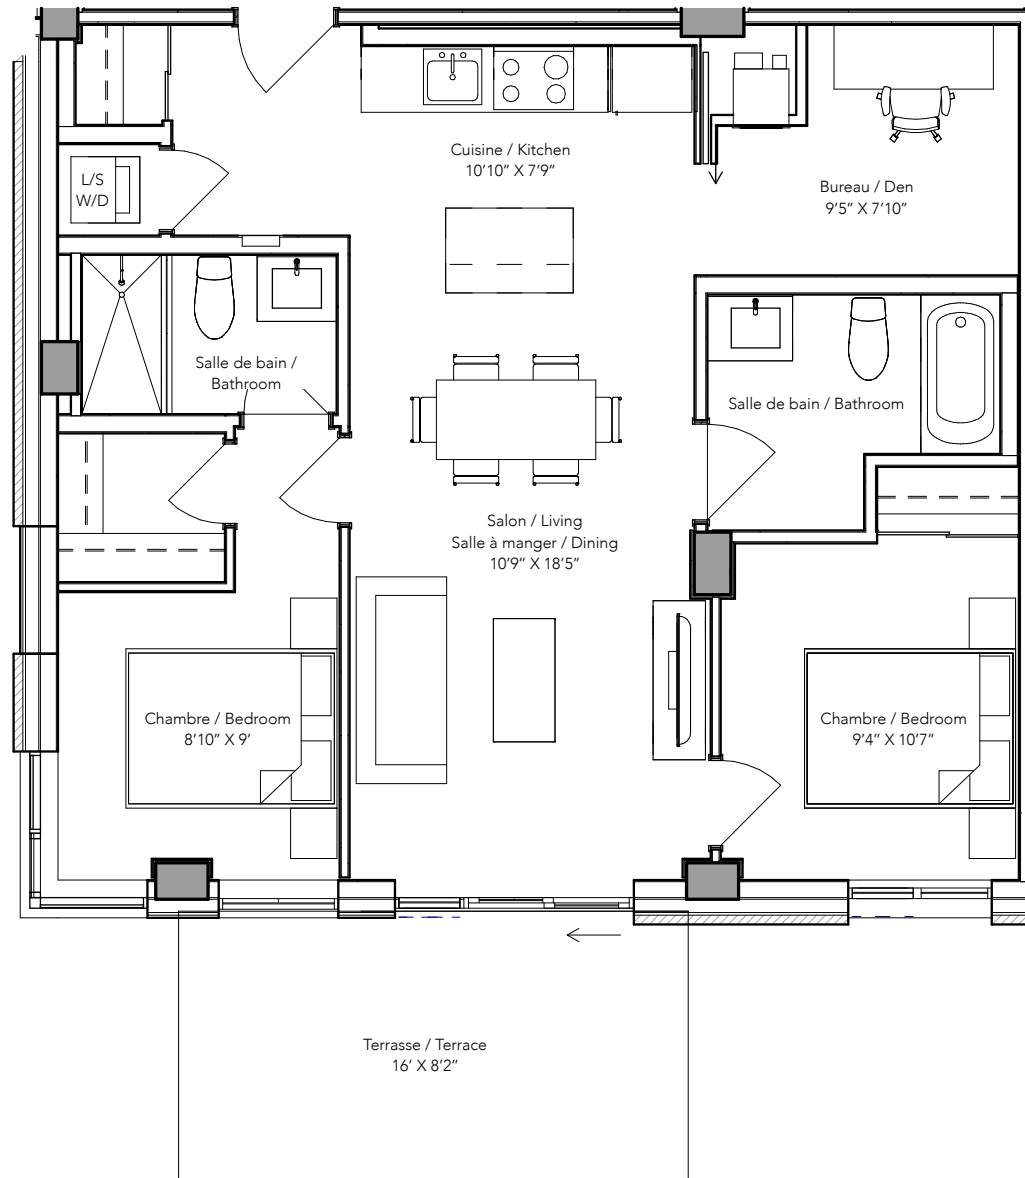 Cuisine / Kitchen
10'10" X 7'9"
L/S
W/D
Bureau / Den
9'5" X 7'10"
Salle de bain /
Bathroom
Salle de bain / Bathroom
Salon / Living
Salle à manger / Dining
10'9" X 18'5"
Chambre / Bedroom
8'10" X 9'
Chambre / Bedroom
9'4" X 10'7"
Terrasse / Terrace
16' X 8'2"